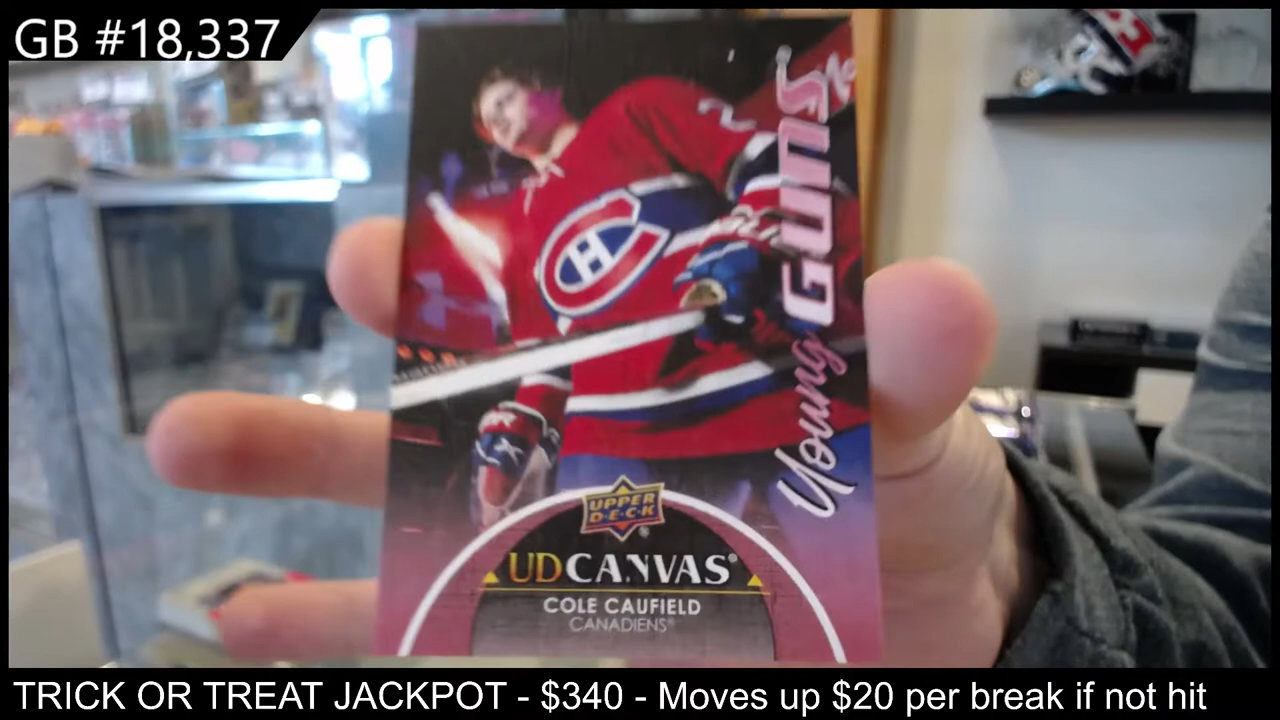 GB #18,337
Young GUNS
UPPER
D·E·C·K
UD CANVAS®
COLE CAUFIELD
CANADIENS®
TRICK OR TREAT JACKPOT - $340 - Moves up $20 per break if not hit